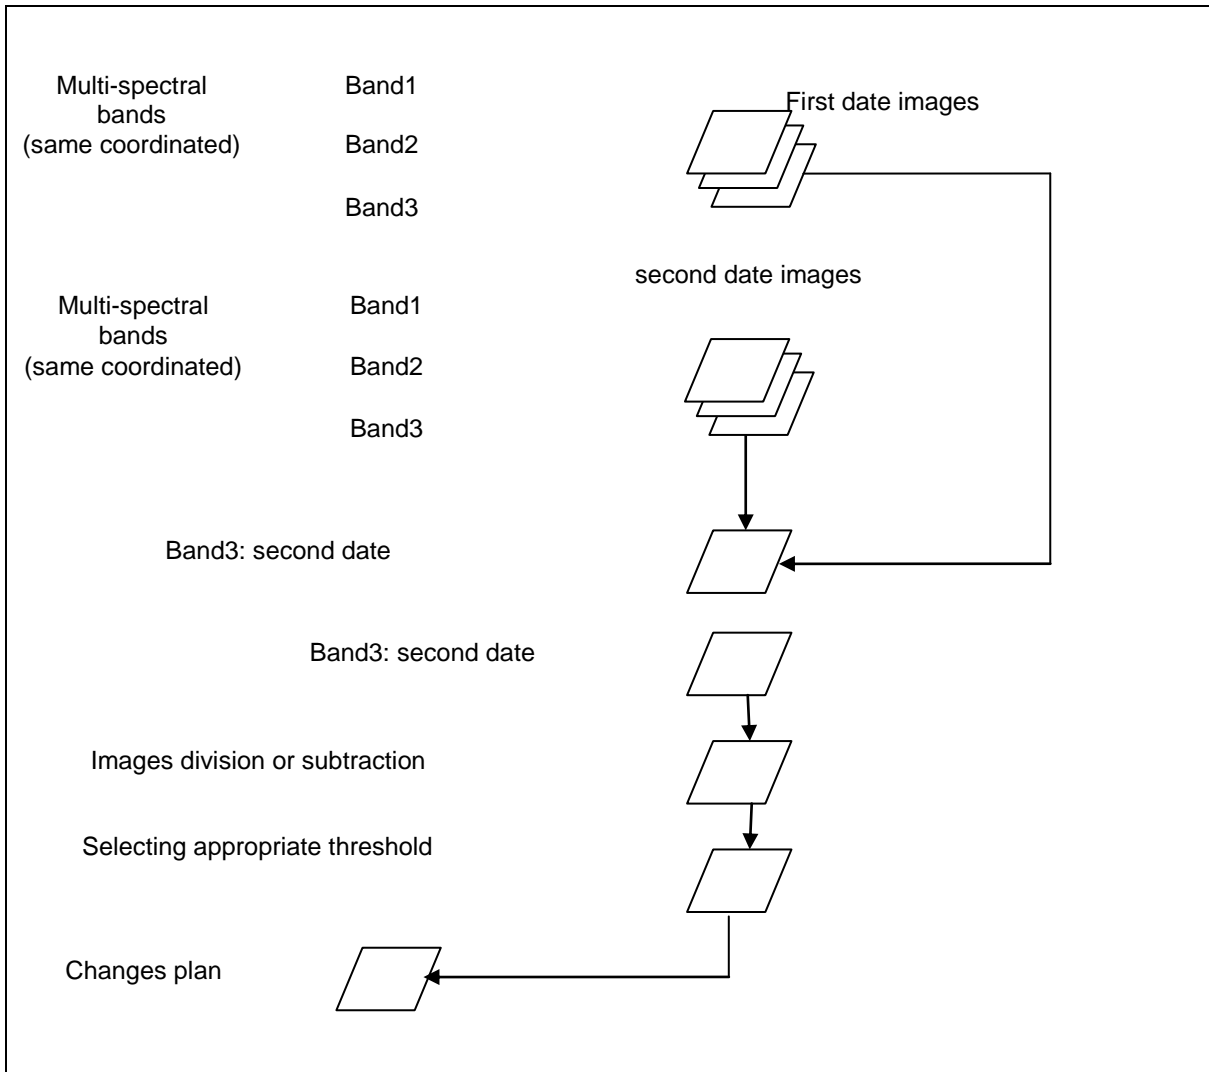 Multi-spectral
bands
(same coordinated)
Band1
Band2
Band3
First date images
second date images
Multi-spectral
bands
(same coordinated)
Band1
Band2
Band3
Band3: second date
Band3: second date
Images division or subtraction
Selecting appropriate threshold
Changes plan